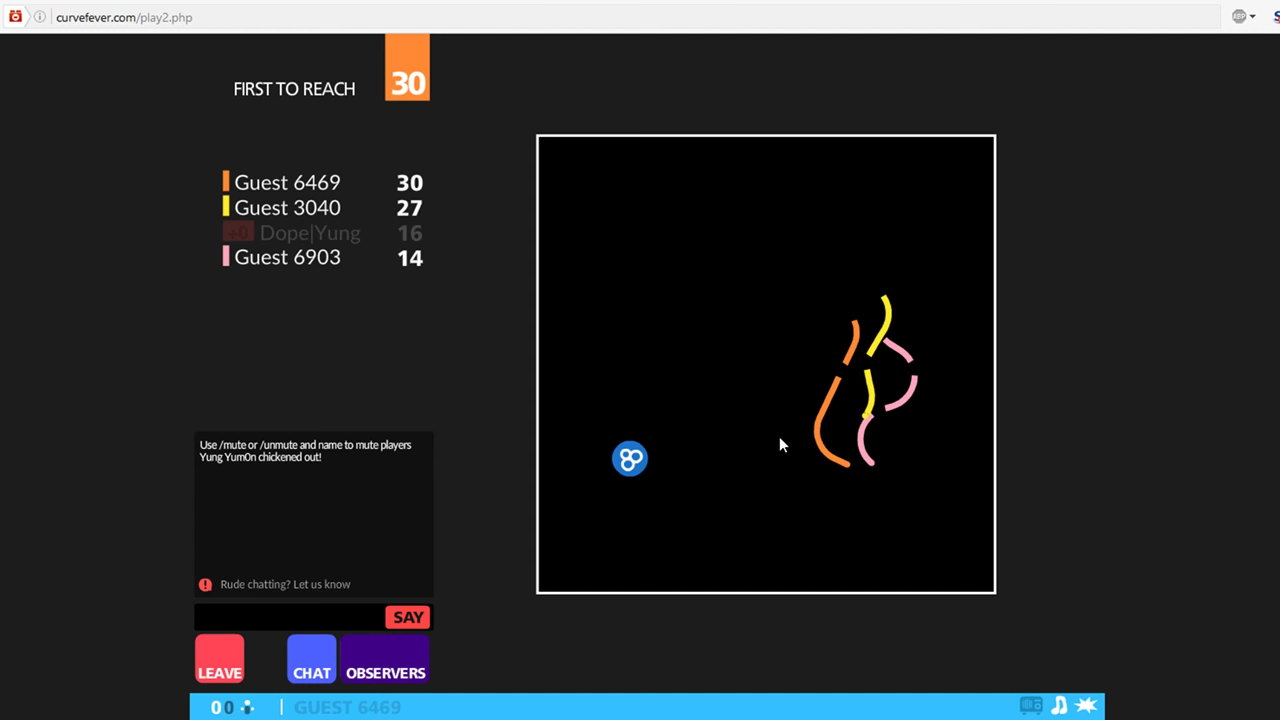 curvefever.com/play2.php
ABP
FIRST TO REACH
30
Guest 6469 30
Guest 3040 27
+0 Dope|Yung 16
Guest 6903 14
Use /mute or /unmute and name to mute players
Yung Yum0n chickened out!
Rude chatting? Let us know
SAY
LEAVE
CHAT
OBSERVERS
00
GUEST 6469